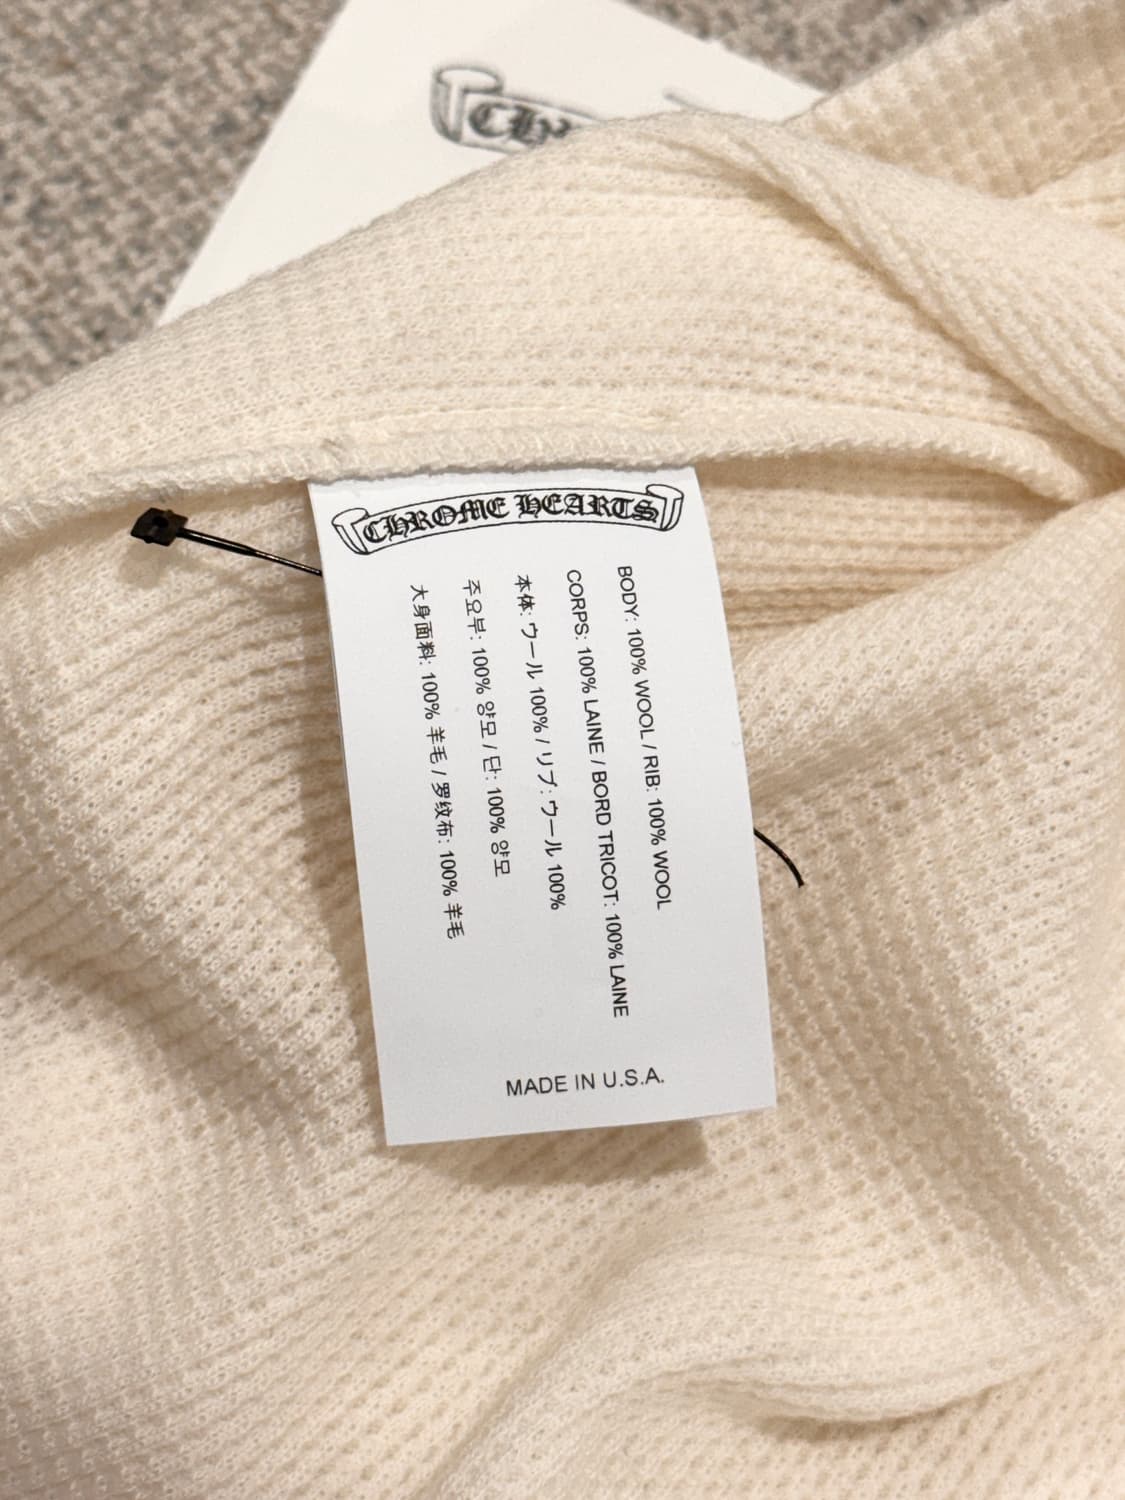 CHROME HEARTS
BODY: 100% WOOL / RIB: 100% WOOL
CORPS: 100% LAINE / BORD TRICOT: 100% LAINE
本体: ウール 100% / リブ: ウール 100%
주요부: 100% 양모 / 단: 100% 양모
大身面料: 100% 羊毛 / 罗纹布: 100% 羊毛
MADE IN U.S.A.